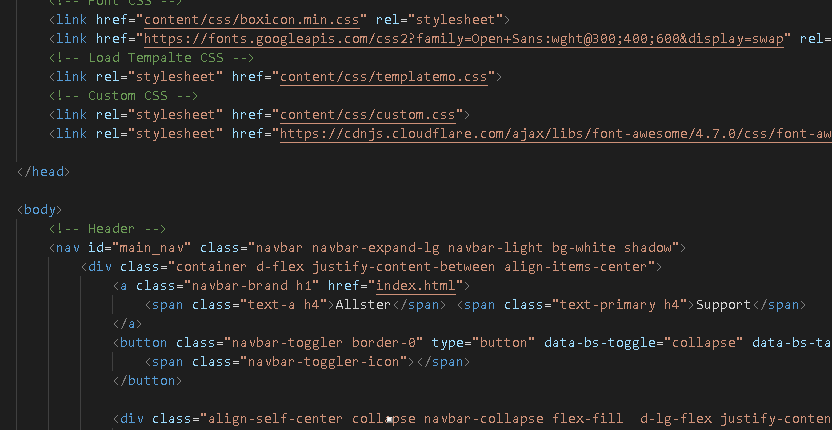 <!-- Font CSS -->
<link href="content/css/boxicon.min.css" rel="stylesheet">
<link href="https://fonts.googleapis.com/css2?family=Open+Sans:wght@300;400;600&display=swap" rel=
<!-- Load Tempalte CSS -->
<link rel="stylesheet" href="content/css/templatemo.css">
<!-- Custom CSS -->
<link rel="stylesheet" href="content/css/custom.css">
<link rel="stylesheet" href="https://cdnjs.cloudflare.com/ajax/libs/font-awesome/4.7.0/css/font-aw
</head>
<body>
<!-- Header -->
<nav id="main_nav" class="navbar navbar-expand-lg navbar-light bg-white shadow">
<div class="container d-flex justify-content-between align-items-center">
<a class="navbar-brand h1" href="index.html">
<span class="text-a h4">Allster</span> <span class="text-primary h4">Support</span>
</a>
<button class="navbar-toggler border-0" type="button" data-bs-toggle="collapse" data-bs-ta
<span class="navbar-toggler-icon"></span>
</button>
<div class="align-self-center collapse navbar-collapse flex-fill  d-lg-flex justify-conten